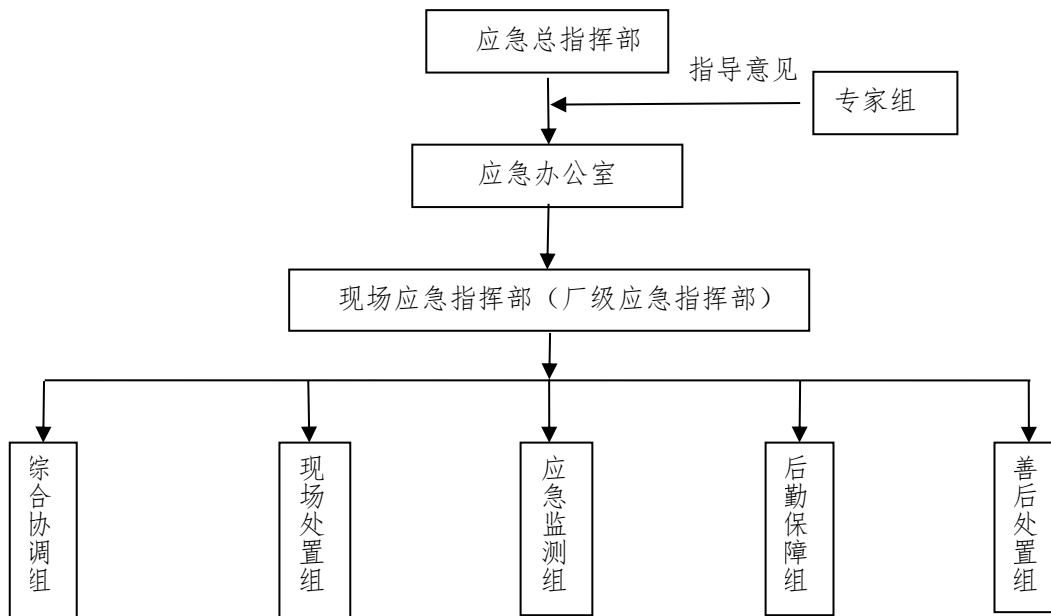 应急总指挥部
指导意见
专家组
应急办公室
现场应急指挥部（厂级应急指挥部）
综合协调组
现场处置组
应急监测组
后勤保障组
善后处置组